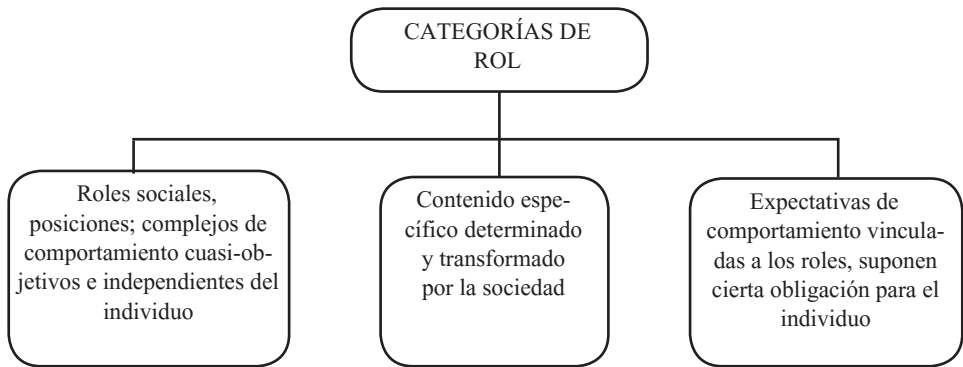 CATEGORÍAS DE
ROL
Roles sociales,
posiciones; complejos de
comportamiento cuasi-ob-
jetivos e independientes del
individuo
Contenido espe-
cífico determinado
y transformado
por la sociedad
Expectativas de
comportamiento vincula-
das a los roles, suponen
cierta obligación para el
individuo